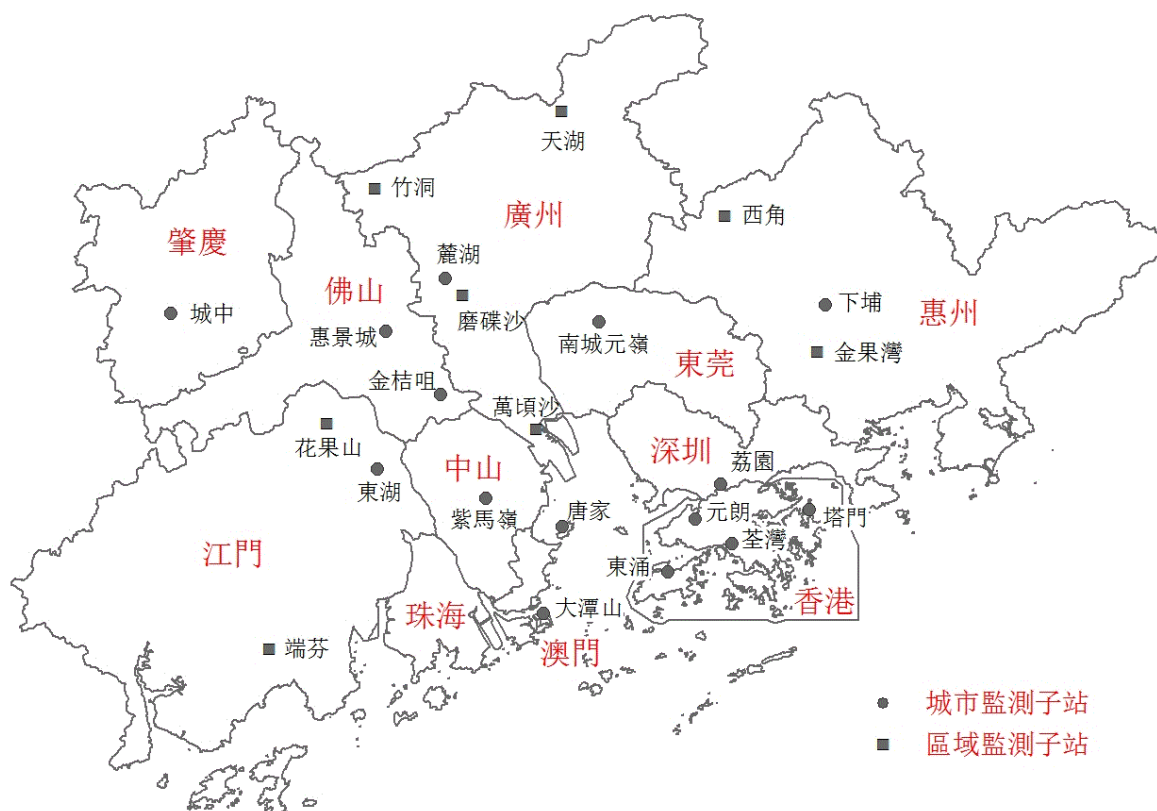 天湖
竹洞
廣州
西角
肇慶
麓湖
佛山
磨碟沙
城中
惠景城
南城元嶺
下埔
惠州
東莞
金果灣
金桔咀
萬頃沙
花果山
中山
深圳
荔園
東湖
紫馬嶺
唐家
元朗
塔門
荃灣
江門
東涌
香港
珠海
大潭山
澳門
端芬
城市監測子站
區域監測子站